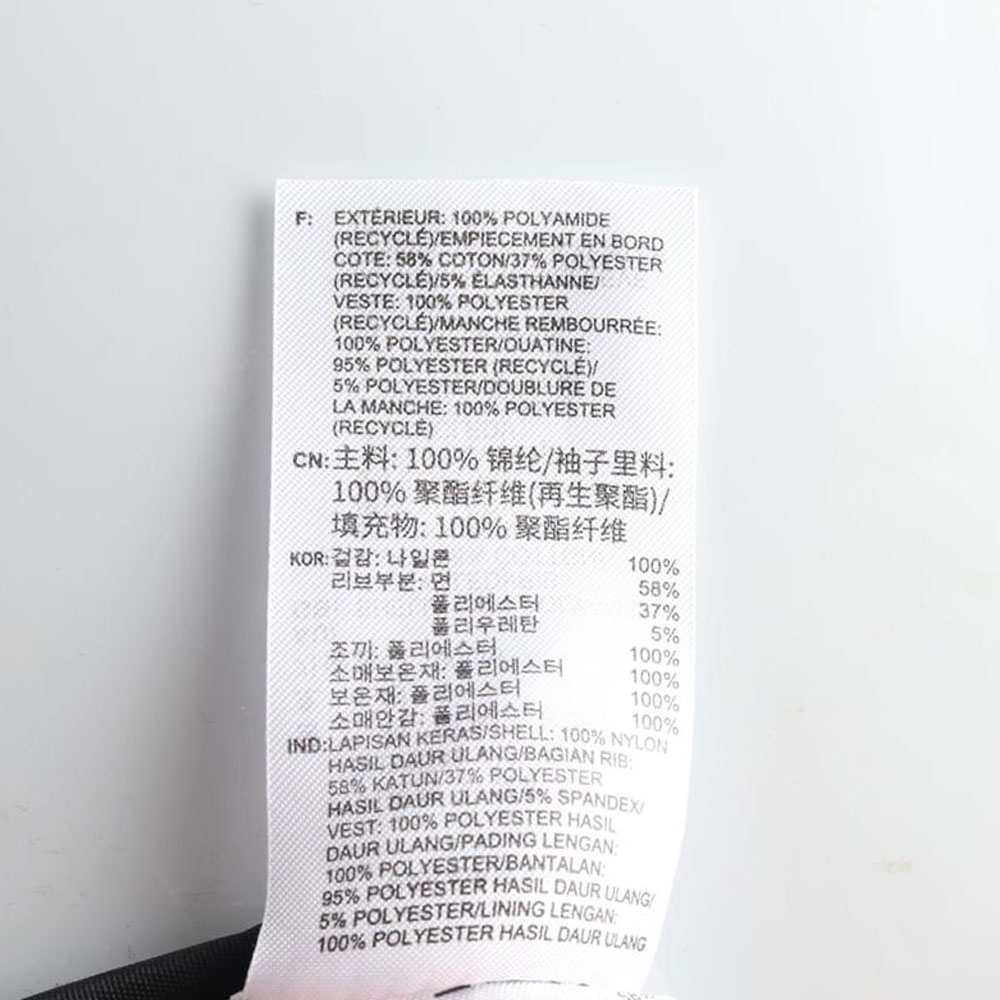 F: EXTÉRIEUR: 100% POLYAMIDE
(RECYCLÉ)/EMPIECEMENT EN BORD
COTE: 58% COTON/37% POLYESTER
(RECYCLÉ)/5% ÉLASTHANNE/
VESTE: 100% POLYESTER
(RECYCLÉ)/MANCHE REMBOURRÉE:
100% POLYESTER/OUATINE:
95% POLYESTER (RECYCLÉ)/
5% POLYESTER/DOUBLURE DE
LA MANCHE: 100% POLYESTER
(RECYCLÉ)
CN: 主料: 100% 锦纶/袖子里料:
100% 聚酯纤维(再生聚酯)/
填充物: 100% 聚酯纤维
KOR: 겉감: 나일론 100%
리브부분: 면 58%
폴리에스터 37%
폴리우레탄 5%
조끼: 폴리에스터 100%
소매보온재: 폴리에스터 100%
보온재: 폴리에스터 100%
소매안감: 폴리에스터 100%
IND: LAPISAN KERAS/SHELL: 100% NYLON
HASIL DAUR ULANG/BAGIAN RIB:
58% KATUN/37% POLYESTER
HASIL DAUR ULANG/5% SPANDEX/
VEST: 100% POLYESTER HASIL
DAUR ULANG/PADING LENGAN:
100% POLYESTER/BANTALAN:
95% POLYESTER HASIL DAUR ULANG/
5% POLYESTER/LINING LENGAN:
100% POLYESTER HASIL DAUR ULANG